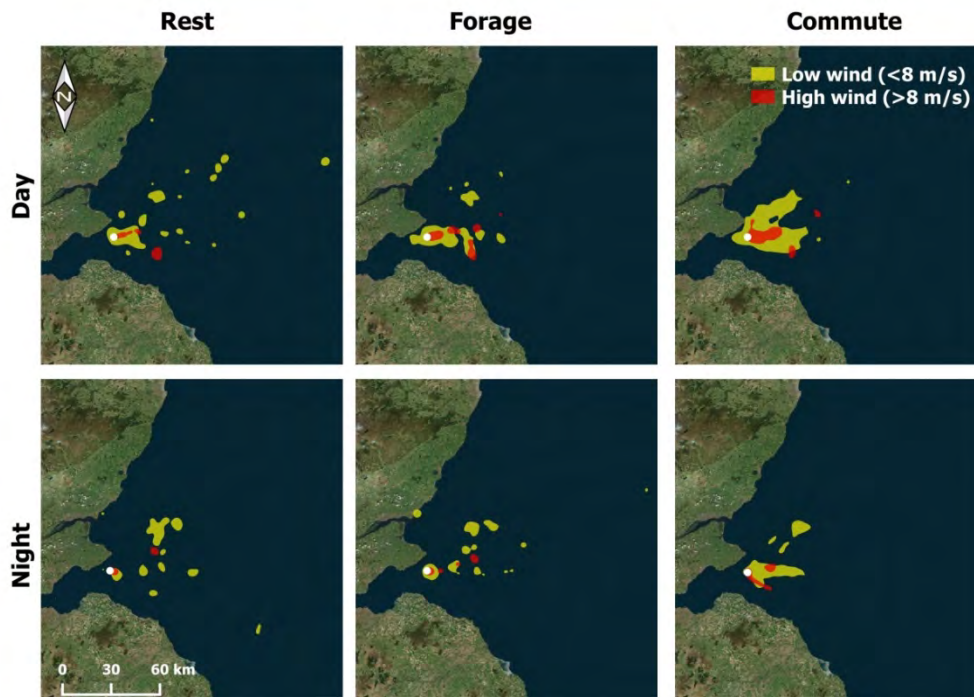 Rest Forage Commute
Day
N
Low wind (<8 m/s)
High wind (>8 m/s)
Night
0 30 60 km